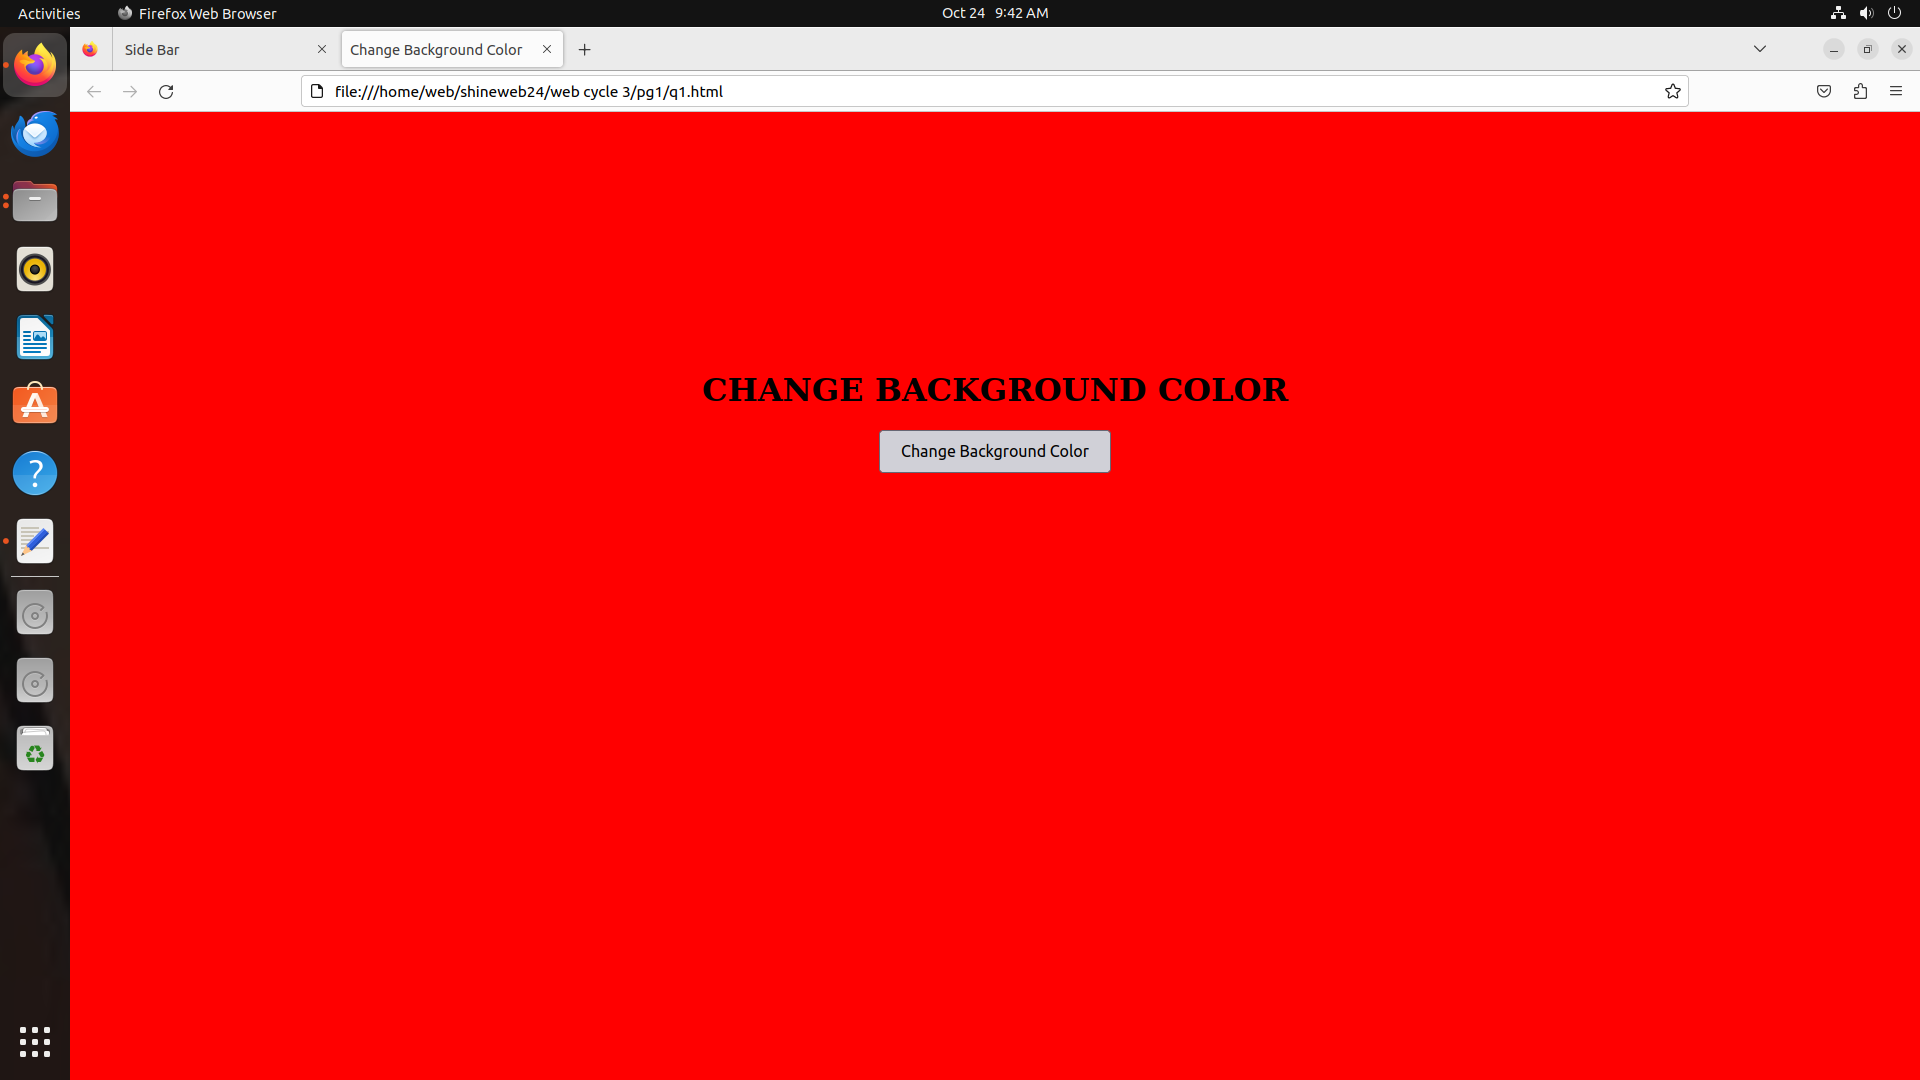 Activities Firefox Web Browser Oct 24 9:42 AM
Side Bar Change Background Color
file:///home/web/shineweb24/web cycle 3/pg1/q1.html
CHANGE BACKGROUND COLOR
Change Background Color